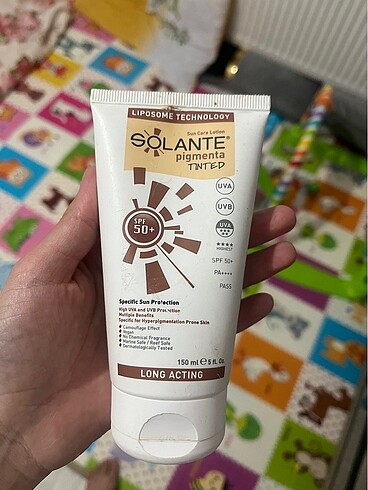 LIPOSOME TECHNOLOGY
Sun Care Lotion
SOLANTE®
pigmenta
TINTED
UVA
UVB
UVA
HIGHEST
SPF 50+
PA++++
PASS
SPF
50+
Specific Sun Protection
High UVA and UVB Protection
Multiple Benefits
Specific for Hyperpigmentation Prone Skin
Camouflage Effect
Vegan
No Chemical Fragrance
Marine Safe / Reef Safe
Dermatologically Tested
150 ml ℮ 5 fl. Oz.
LONG ACTING